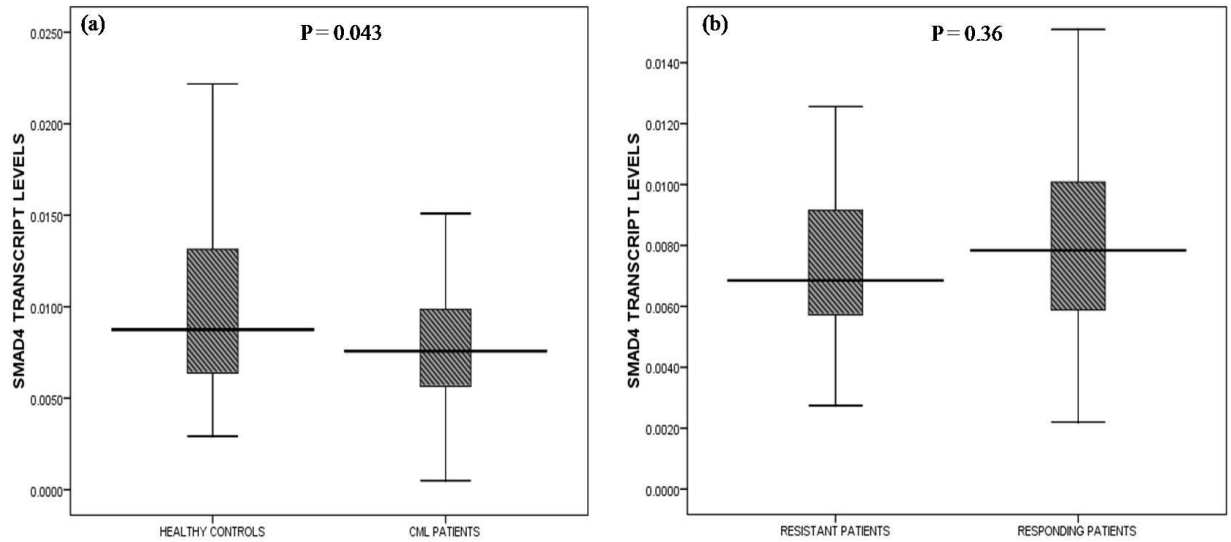 (a)
P = 0.043
SMAD4 TRANSCRIPT LEVELS
0.0250
0.0200
0.0150
0.0100
0.0050
0.0000
HEALTHY CONTROLS
CML PATIENTS
(b)
P = 0.36
SMAD4 TRANSCRIPT LEVELS
0.0140
0.0120
0.0100
0.0080
0.0060
0.0040
0.0020
0.0000
RESISTANT PATIENTS
RESPONDING PATIENTS